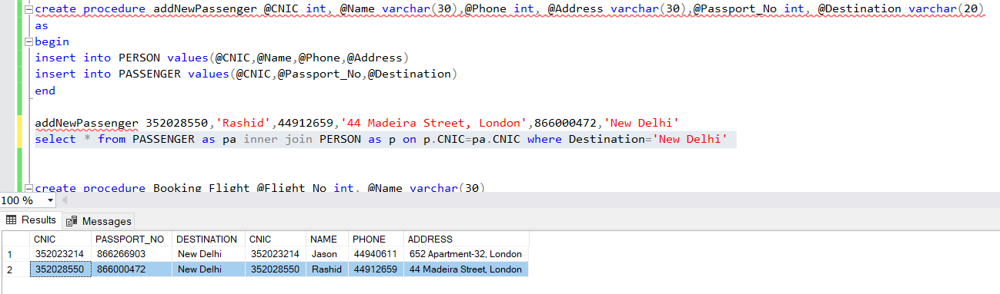 create procedure addNewPassenger @CNIC int, @Name varchar(30),@Phone int, @Address varchar(30),@Passport_No int, @Destination varchar(20)
as
begin
insert into PERSON values(@CNIC,@Name,@Phone,@Address)
insert into PASSENGER values(@CNIC,@Passport_No,@Destination)
end
addNewPassenger 352028550,'Rashid',44912659,'44 Madeira Street, London',866000472,'New Delhi'
select * from PASSENGER as pa inner join PERSON as p on p.CNIC=pa.CNIC where Destination='New Delhi'
create procedure Booking_Flight @Flight_No int, @Name varchar(30)
100 %
Results Messages
CNIC PASSPORT_NO DESTINATION CNIC NAME PHONE ADDRESS
1 352023214 866266903 New Delhi 352023214 Jason 44940611 652 Apartment-32, London
2 352028550 866000472 New Delhi 352028550 Rashid 44912659 44 Madeira Street, London